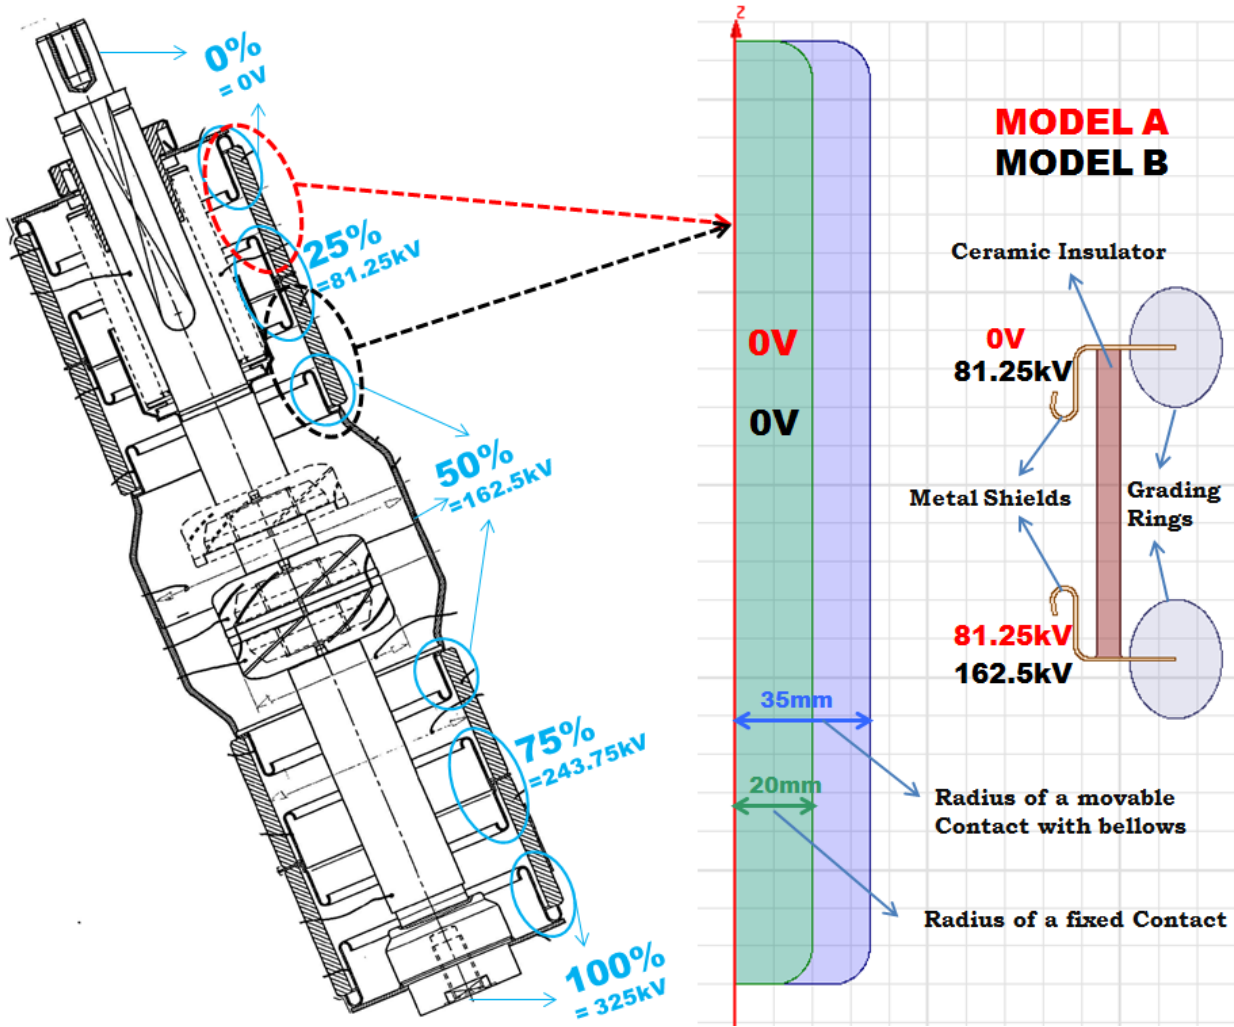 0%
= 0V
25%
=81.25kV
50%
=162.5kV
75%
=243.75kV
100%
= 325kV
z
MODEL A
MODEL B
Ceramic Insulator
0V
0V
0V
81.25kV
Metal Shields
Grading
Rings
81.25kV
162.5kV
35mm
20mm
Radius of a movable
Contact with bellows
Radius of a fixed Contact